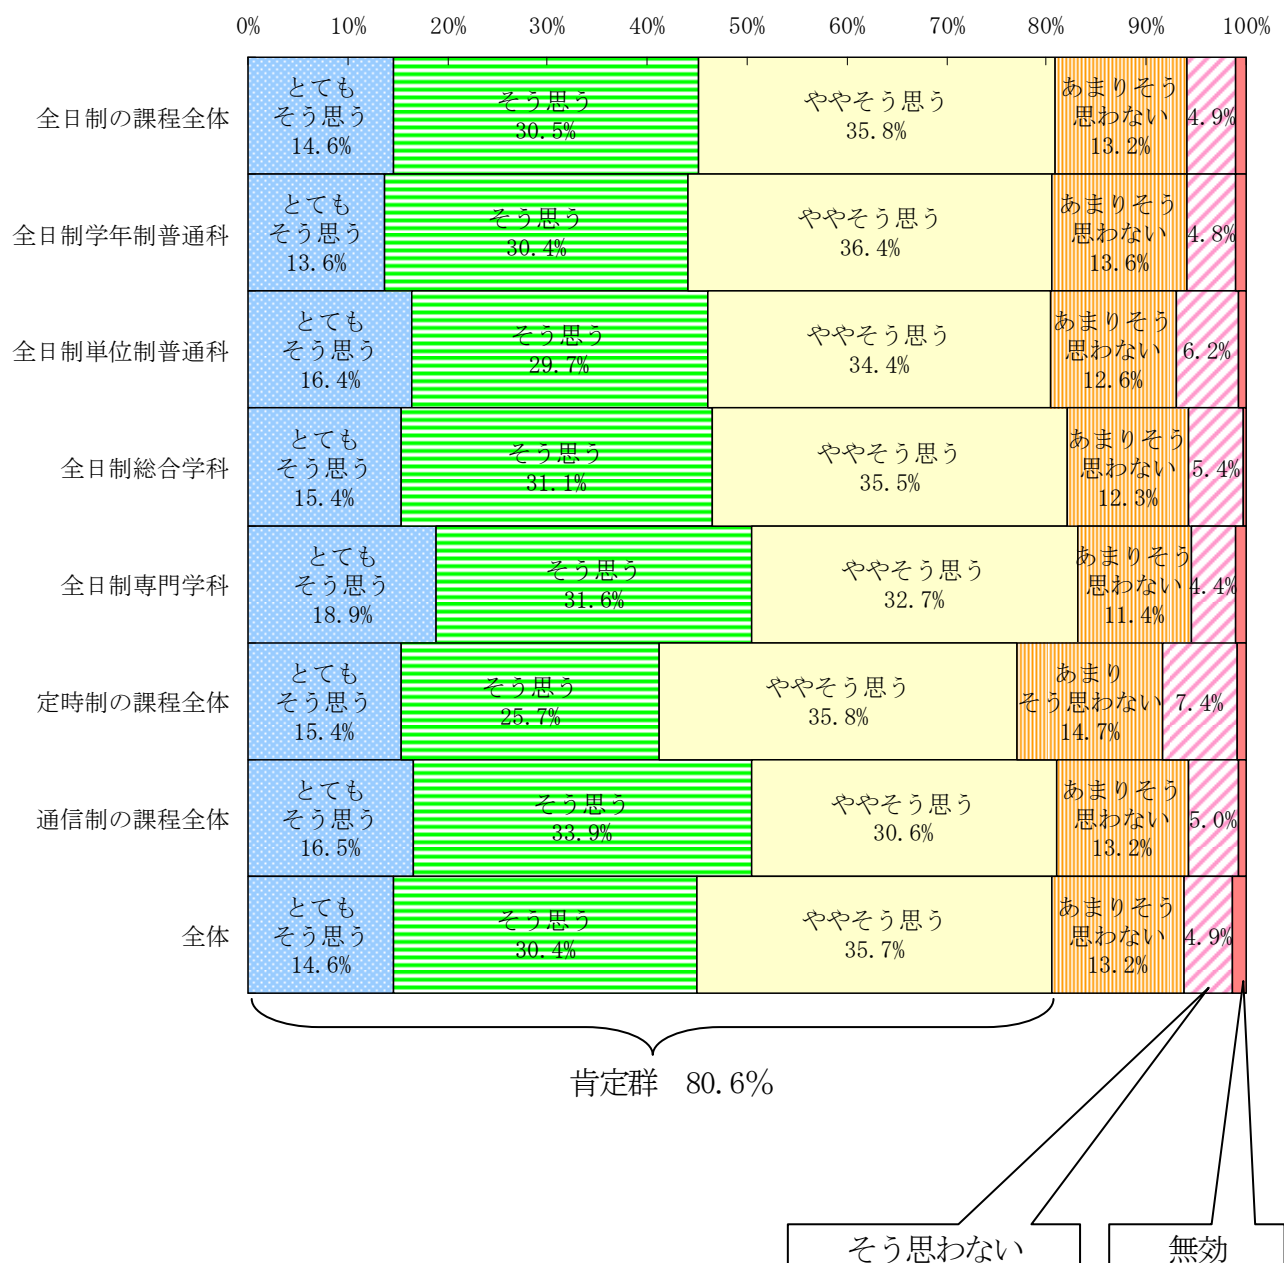 0% 10% 20% 30% 40% 50% 60% 70% 80% 90% 100%
全日制の課程全体
とても
そう思う
14.6%
そう思う
30.5%
ややそう思う
35.8%
あまりそう
思わない
13.2%
4.9%
全日制学年制普通科
とても
そう思う
13.6%
そう思う
30.4%
ややそう思う
36.4%
あまりそう
思わない
13.6%
4.8%
全日制単位制普通科
とても
そう思う
16.4%
そう思う
29.7%
ややそう思う
34.4%
あまりそう
思わない
12.6%
6.2%
全日制総合学科
とても
そう思う
15.4%
そう思う
31.1%
ややそう思う
35.5%
あまりそう
思わない
12.3%
5.4%
全日制専門学科
とても
そう思う
18.9%
そう思う
31.6%
ややそう思う
32.7%
あまりそう
思わない
11.4%
4.4%
定時制の課程全体
とても
そう思う
15.4%
そう思う
25.7%
ややそう思う
35.8%
あまり
そう思わない
14.7%
7.4%
通信制の課程全体
とても
そう思う
16.5%
そう思う
33.9%
ややそう思う
30.6%
あまりそう
思わない
13.2%
5.0%
全体
とても
そう思う
14.6%
そう思う
30.4%
ややそう思う
35.7%
あまりそう
思わない
13.2%
4.9%
肯定群 80.6%
そう思わない
無効